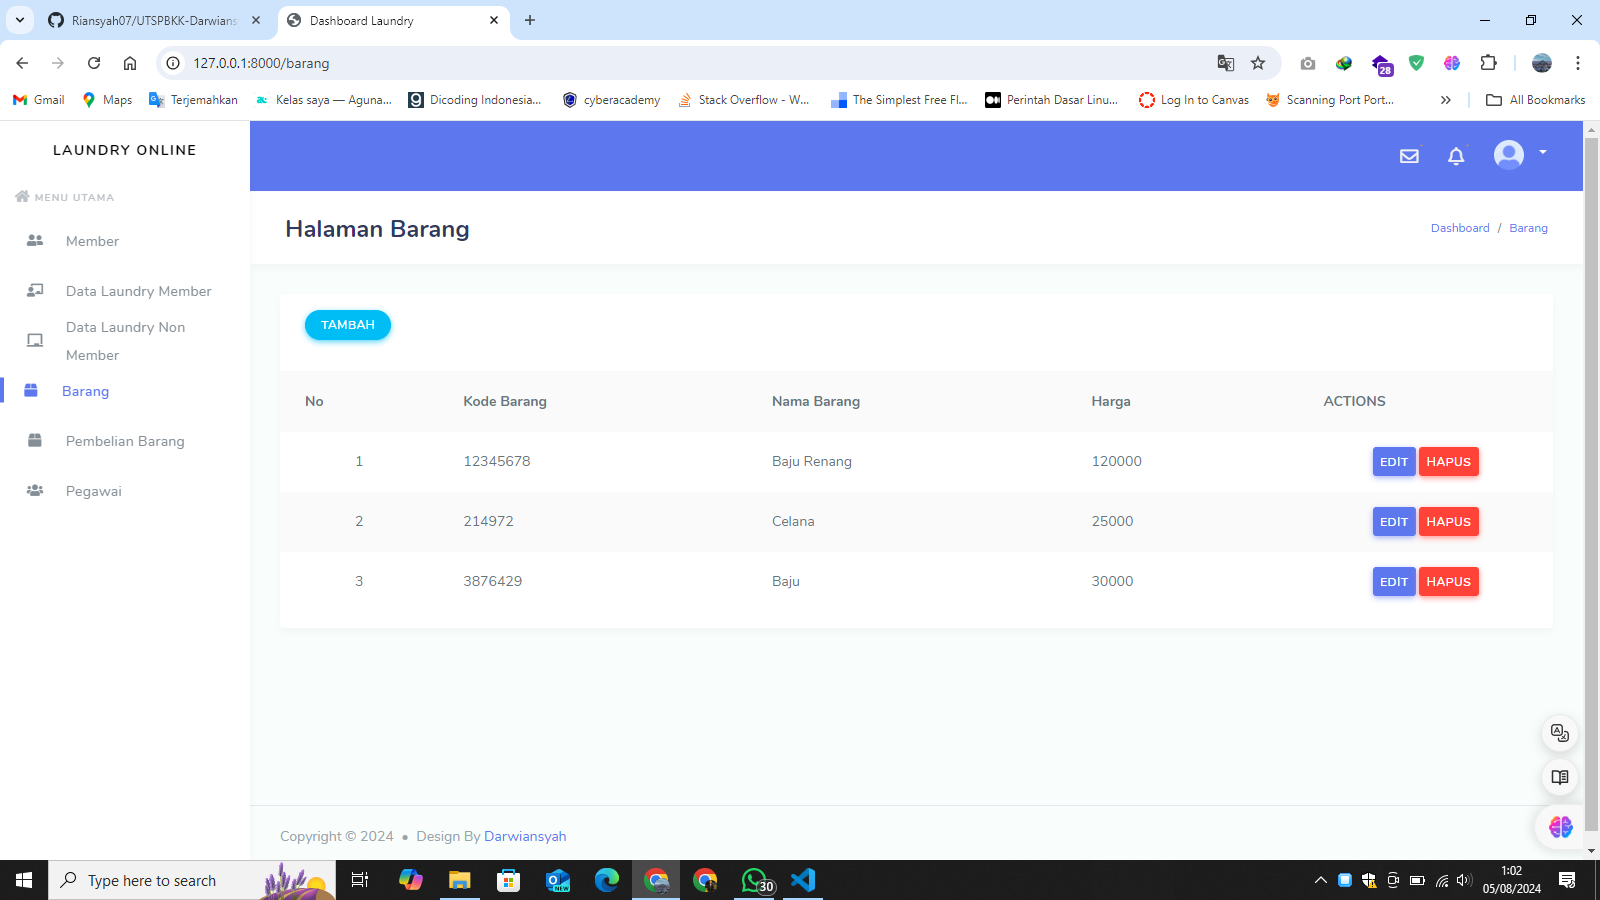 Riansyah07/UTSPBKK-Darwians
Dashboard Laundry
127.0.0.1:8000/barang
28
Gmail
Maps
Terjemahkan
Kelas saya — Aguna...
Dicoding Indonesia...
cyberacademy
Stack Overflow - W...
The Simplest Free Fl...
Perintah Dasar Linu...
Log In to Canvas
Scanning Port Port...
All Bookmarks
LAUNDRY ONLINE
MENU UTAMA
Member
Data Laundry Member
Data Laundry Non
Member
Barang
Pembelian Barang
Pegawai
Halaman Barang
Dashboard / Barang
TAMBAH
No Kode Barang Nama Barang Harga ACTIONS
1 12345678 Baju Renang 120000 EDIT HAPUS
2 214972 Celana 25000 EDIT HAPUS
3 3876429 Baju 30000 EDIT HAPUS
Copyright © 2024 • Design By Darwiansyah
Type here to search
NEW
30
1:02
05/08/2024